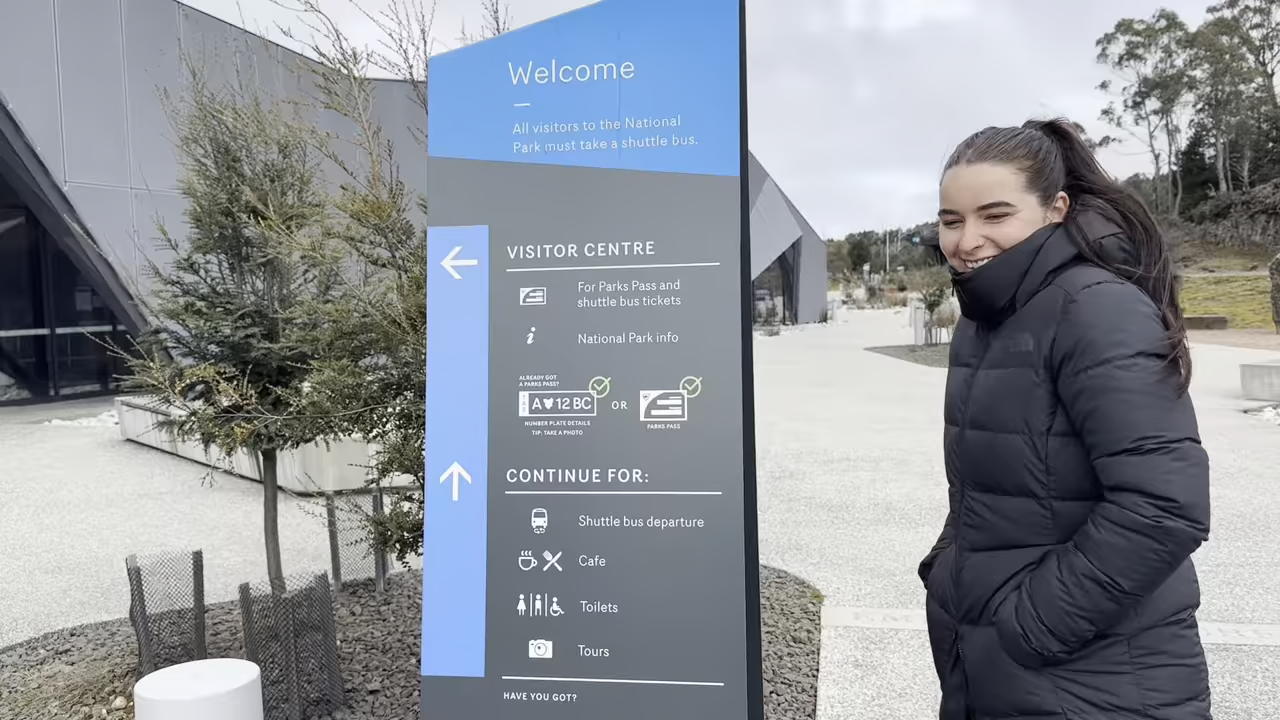 Welcome
All visitors to the National
Park must take a shuttle bus.
VISITOR CENTRE
For Parks Pass and
shuttle bus tickets
National Park info
ALREADY GOT
A PARKS PASS?
A 12 BC
OR
NUMBER PLATE DETAILS
TIP: TAKE A PHOTO
PARKS PASS
CONTINUE FOR:
Shuttle bus departure
Cafe
Toilets
Tours
HAVE YOU GOT?